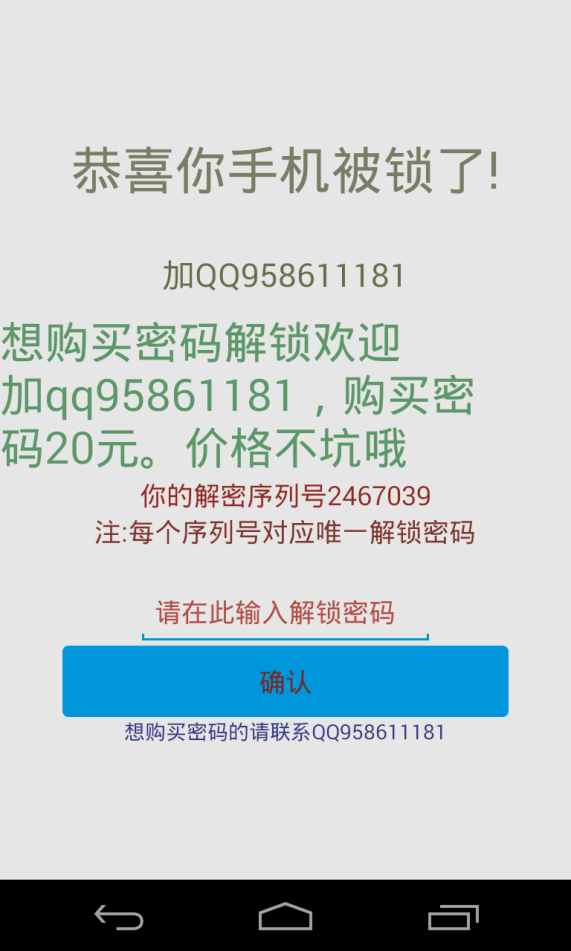 恭喜你手机被锁了!
加QQ958611181
想购买密码解锁欢迎
加qq95861181，购买密
码20元。价格不坑哦
你的解密序列号2467039
注:每个序列号对应唯一解锁密码
请在此输入解锁密码
确认
想购买密码的请联系QQ958611181